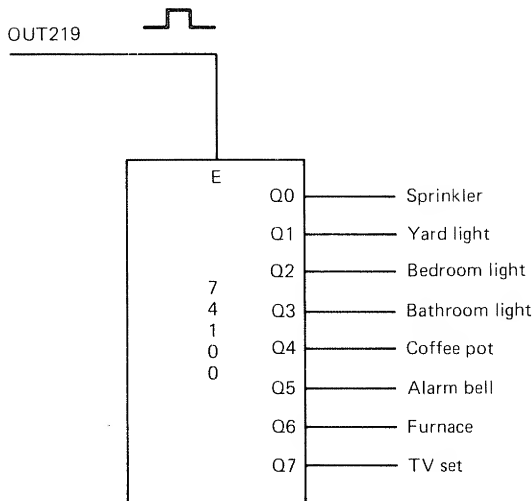 OUT219
E
Q0 Sprinkler
Q1 Yard light
Q2 Bedroom light
7
4
1
0
0
Q3 Bathroom light
Q4 Coffee pot
Q5 Alarm bell
Q6 Furnace
Q7 TV set